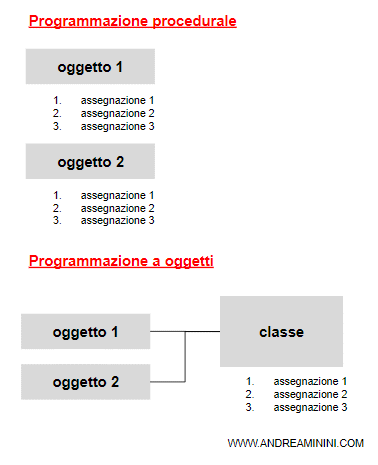 Programmazione procedurale
oggetto 1
1. assegnazione 1
2. assegnazione 2
3. assegnazione 3
oggetto 2
1. assegnazione 1
2. assegnazione 2
3. assegnazione 3
Programmazione a oggetti
oggetto 1
classe
oggetto 2
1. assegnazione 1
2. assegnazione 2
3. assegnazione 3
WWW.ANDREAMININI.COM